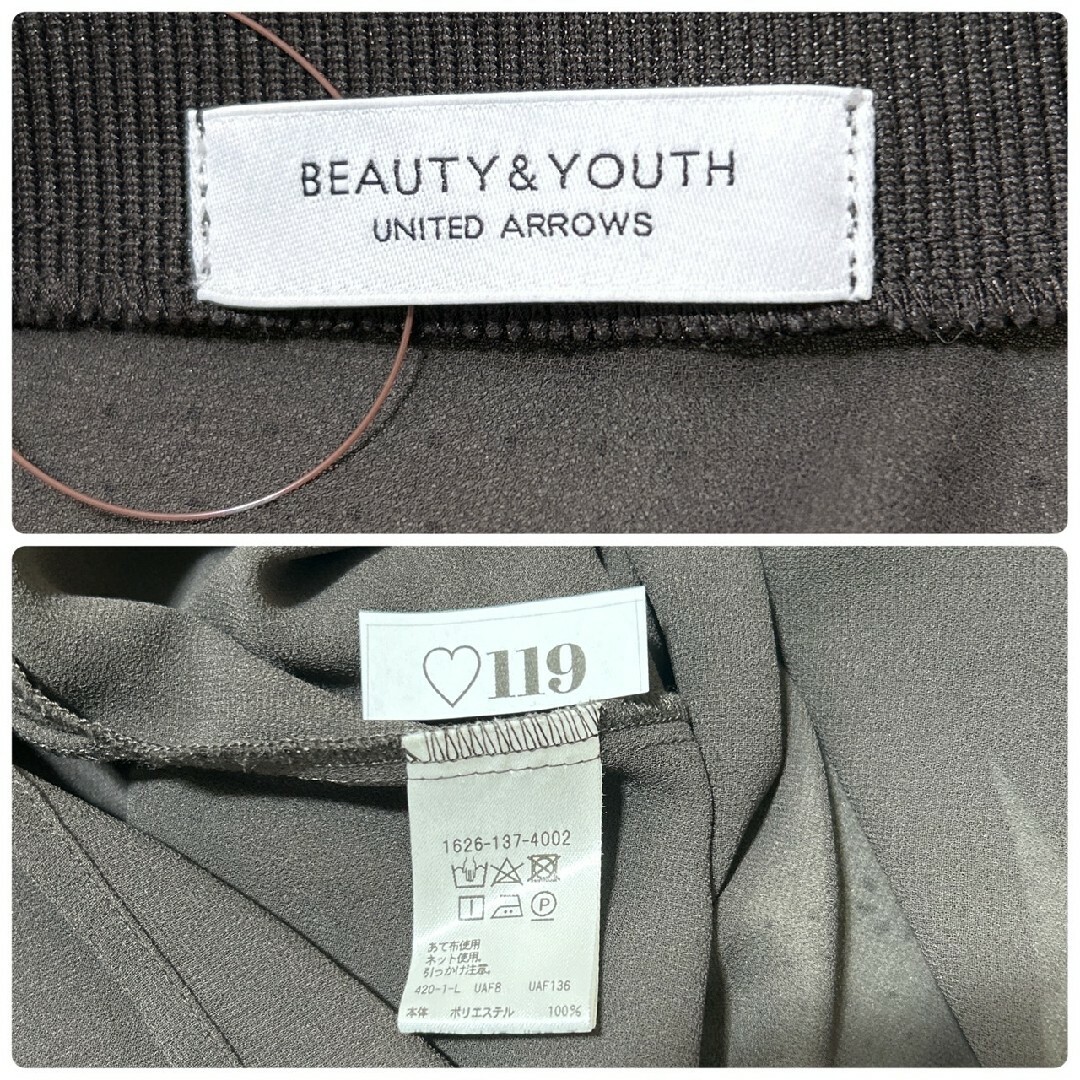 BEAUTY & YOUTH
UNITED ARROWS
♡119
1626-137-4002
P
あて布使用
ネット使用。
引っかけ注意。
420-1-L UAF8 UAF136
本体 ポリエステル 100%